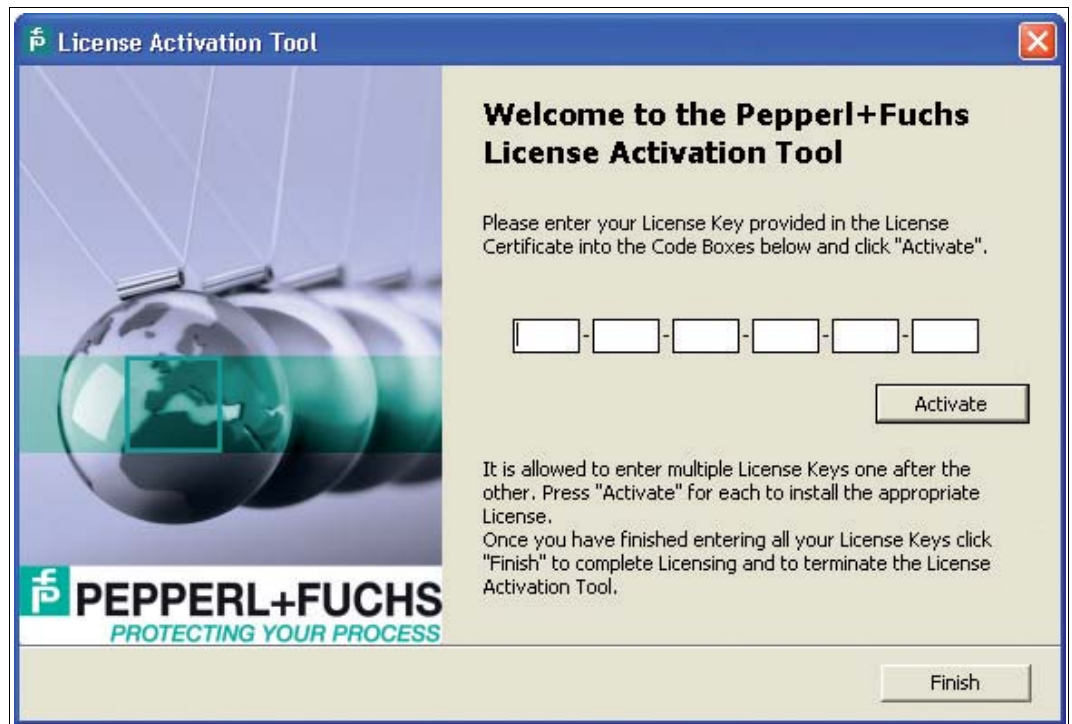 License Activation Tool
Welcome to the Pepperl+Fuchs
License Activation Tool
Please enter your License Key provided in the License
Certificate into the Code Boxes below and click "Activate".
- - - - -
Activate
It is allowed to enter multiple License Keys one after the
other. Press "Activate" for each to install the appropriate
License.
Once you have finished entering all your License Keys click
"Finish" to complete Licensing and to terminate the License
Activation Tool.
PEPPERL+FUCHS
PROTECTING YOUR PROCESS
Finish